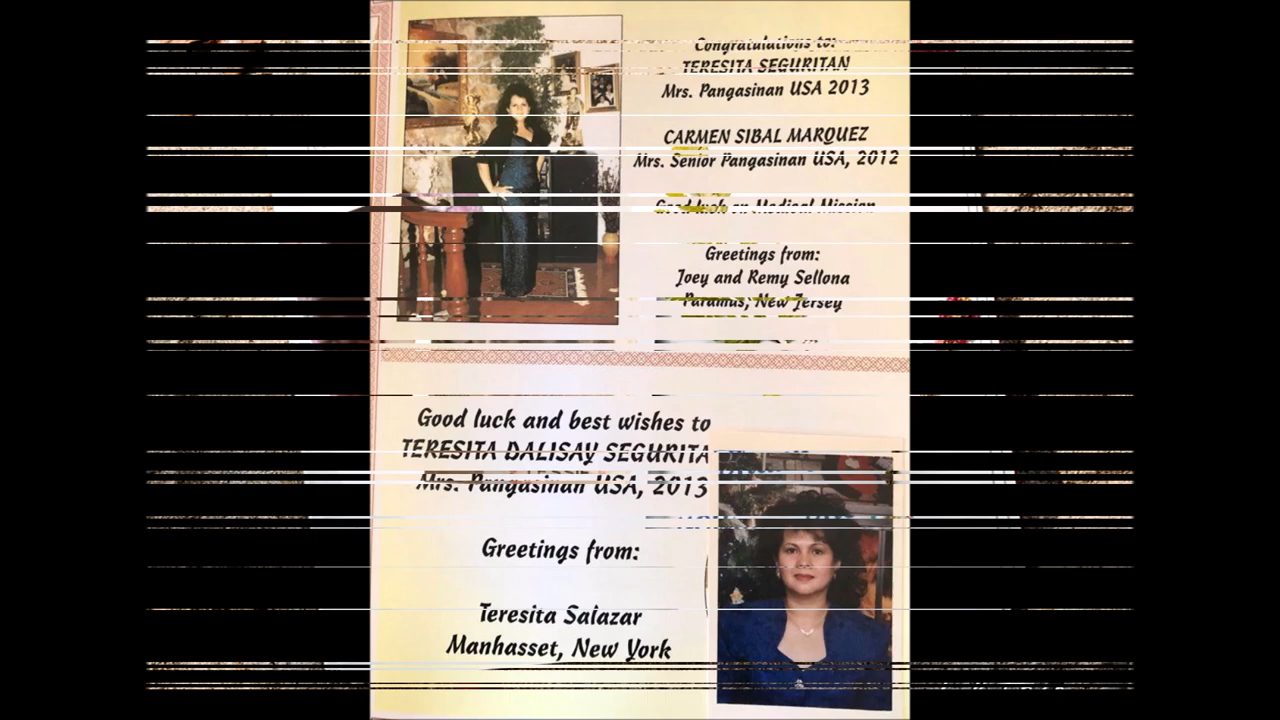 Congratulations to:
TERESITA SEGURITAN
Mrs. Pangasinan USA 2013
CARMEN SIBAL MARQUEZ
Mrs. Senior Pangasinan USA, 2012
Good luck on Medical Mission
Greetings from:
Joey and Remy Sellona
Paramus, New Jersey
Good luck and best wishes to
TERESITA DALISAY SEGURITA
Mrs. Pangasinan USA, 2013
Greetings from:
Teresita Salazar
Manhasset, New York